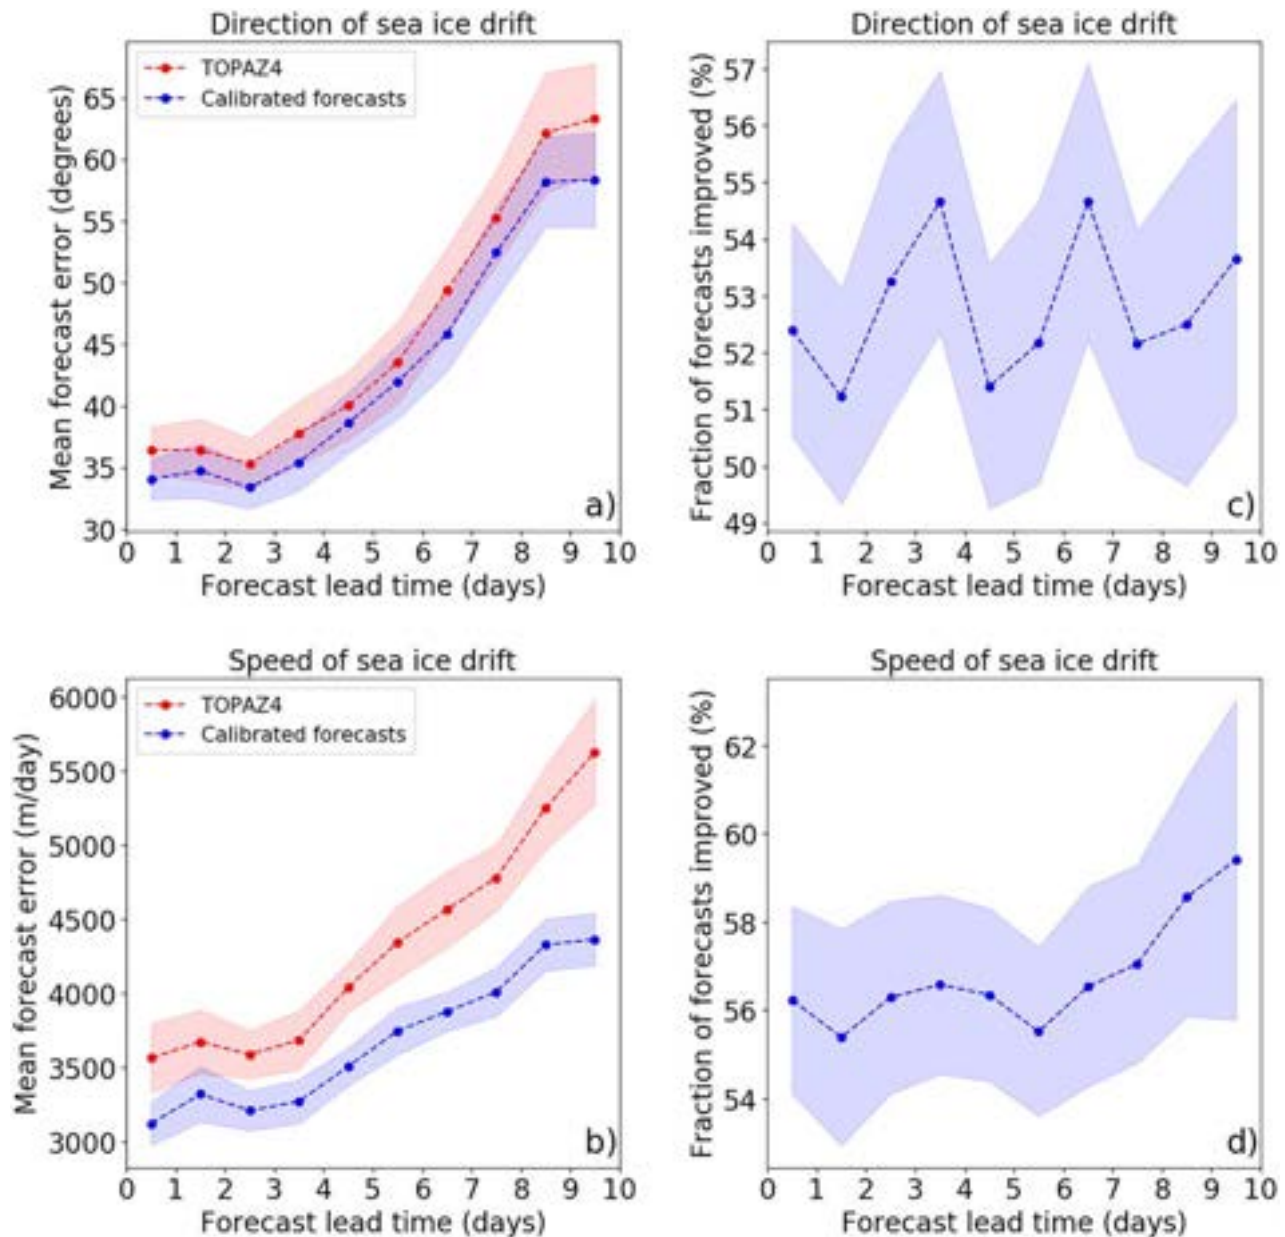 Direction of sea ice drift
TOPAZ4
Calibrated forecasts
Mean forecast error (degrees)
65
60
55
50
45
40
35
30
0 1 2 3 4 5 6 7 8 9 10
Forecast lead time (days)
a)
Direction of sea ice drift
Fraction of forecasts improved (%)
57
56
55
54
53
52
51
50
49
0 1 2 3 4 5 6 7 8 9 10
Forecast lead time (days)
c)
Speed of sea ice drift
TOPAZ4
Calibrated forecasts
Mean forecast error (m/day)
6000
5500
5000
4500
4000
3500
3000
0 1 2 3 4 5 6 7 8 9 10
Forecast lead time (days)
b)
Speed of sea ice drift
Fraction of forecasts improved (%)
62
60
58
56
54
0 1 2 3 4 5 6 7 8 9 10
Forecast lead time (days)
d)